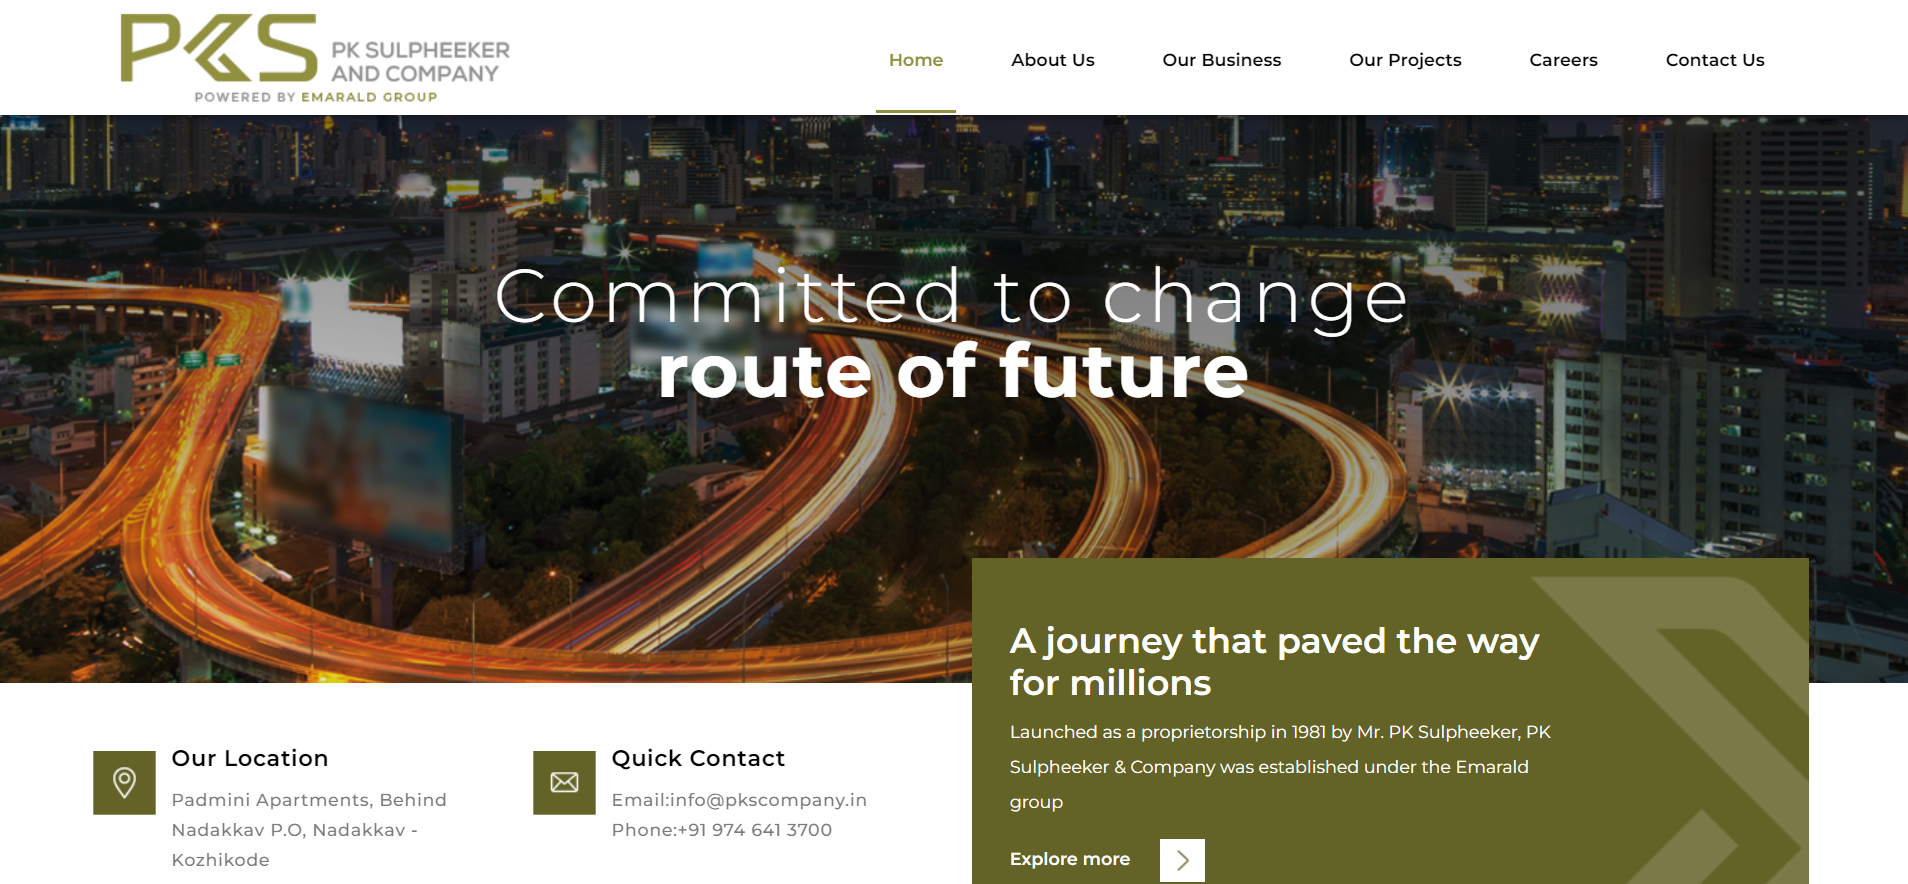 PKS
PK SULPHEEKER
AND COMPANY
POWERED BY EMARALD GROUP
Home
About Us
Our Business
Our Projects
Careers
Contact Us
Committed to change
route of future
A journey that paved the way
for millions
Launched as a proprietorship in 1981 by Mr. PK Sulpheeker, PK
Sulpheeker & Company was established under the Emarald
group
Explore more
Our Location
Padmini Apartments, Behind
Nadakkav P.O, Nadakkav -
Kozhikode
Quick Contact
Email:info@pkscompany.in
Phone:+91 974 641 3700